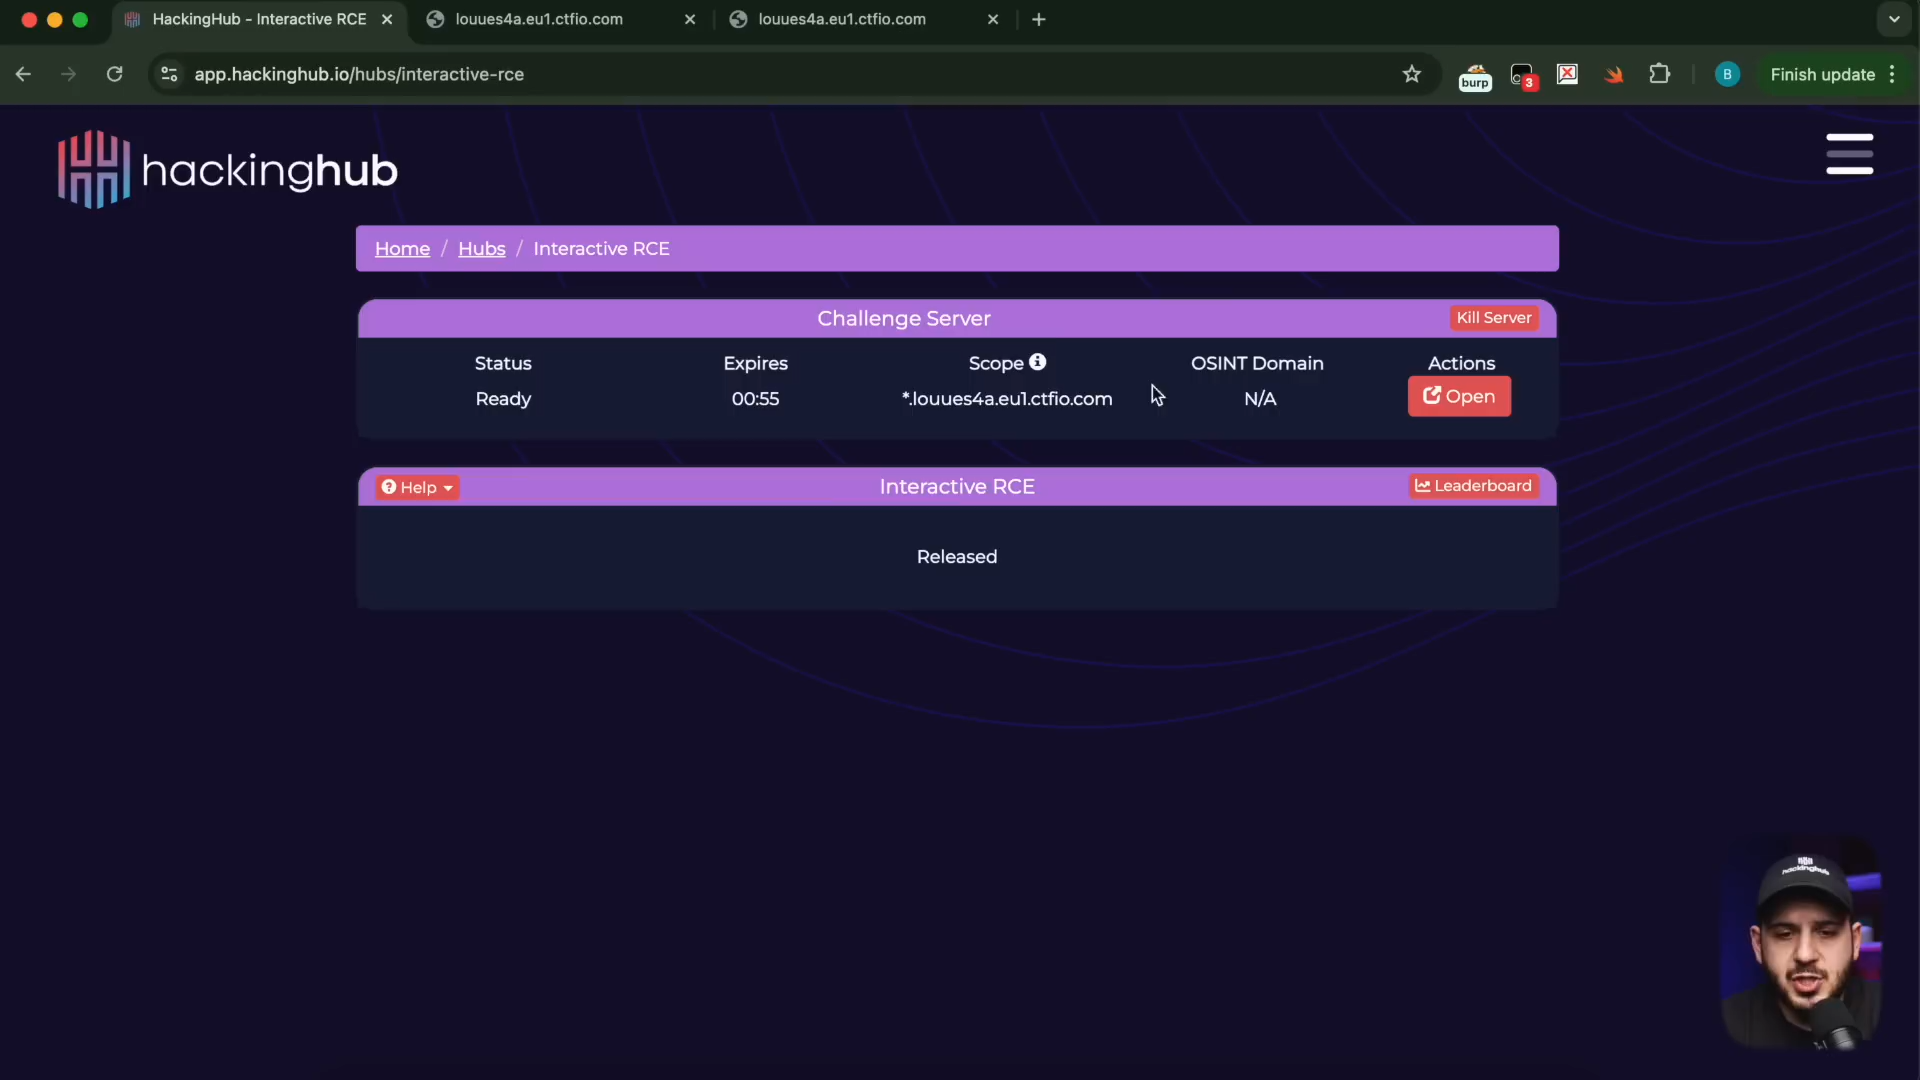 HackingHub - Interactive RCE
louues4a.eu1.ctfio.com
louues4a.eu1.ctfio.com
app.hackinghub.io/hubs/interactive-rce
burp
3
B
Finish update
hackinghub
Home / Hubs / Interactive RCE
Challenge Server
Kill Server
Status Expires Scope OSINT Domain Actions
Ready 00:55 *.louues4a.eu1.ctfio.com N/A Open
Help
Interactive RCE
Leaderboard
Released
hackinghub